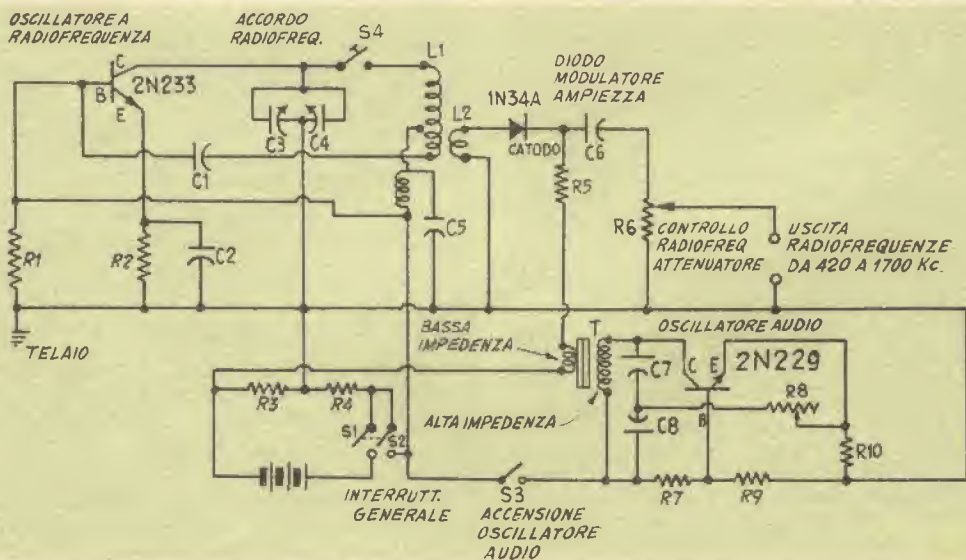 OSCILLATORE A
RADIOFREQUENZA
ACCORDO
RADIOFREQ.
S4
L1
C
B
E
2N233
C3
C4
L2
1N34A
CATODO
DIODO
MODULATORE
AMPIEZZA
C6
C1
R5
R1
R2
C2
C5
R6
CONTROLLO
RADIOFREQ
ATTENUATORE
USCITA
RADIOFREQUENZE
DA 420 A 1700 Kc.
TELAIO
BASSA
IMPEDENZA
T
OSCILLATORE AUDIO
2N229
C
E
B
C7
R8
R3
R4
S1
S2
ALTA IMPEDENZA
C8
R10
INTERRUTT.
GENERALE
S3
ACCENSIONE
OSCILLATORE
AUDIO
R7
R9